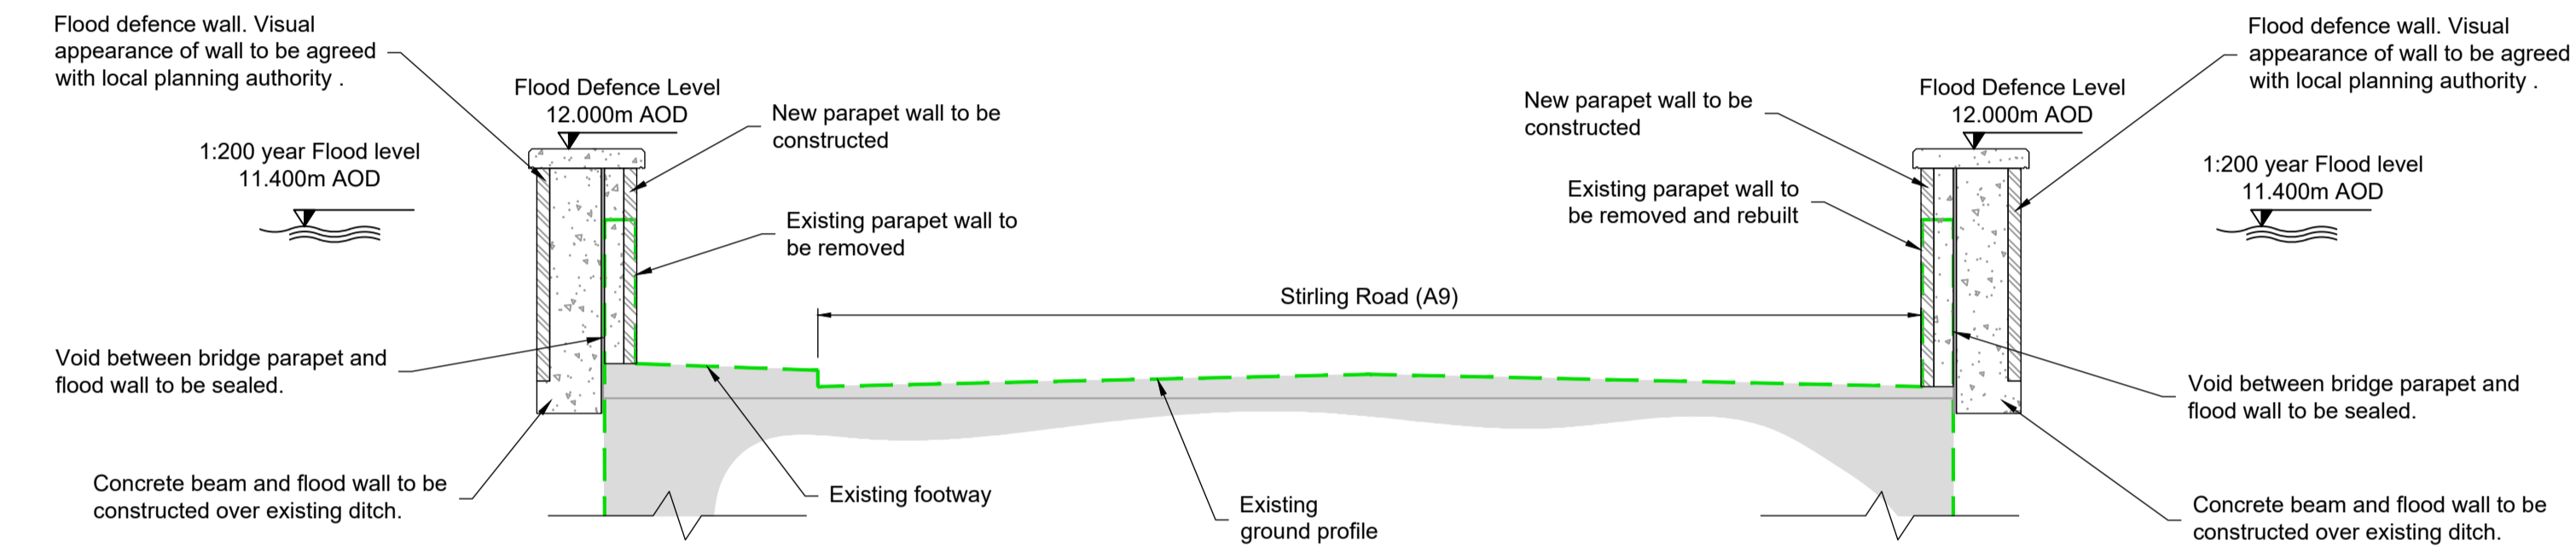 Flood defence wall. Visual
appearance of wall to be agreed
with local planning authority .
Flood Defence Level
12.000m AOD
1:200 year Flood level
11.400m AOD
New parapet wall to be
constructed
Existing parapet wall to
be removed
Void between bridge parapet and
flood wall to be sealed.
Concrete beam and flood wall to be
constructed over existing ditch.
Existing footway
Stirling Road (A9)
Existing
ground profile
New parapet wall to be
constructed
Existing parapet wall to
be removed and rebuilt
Flood Defence Level
12.000m AOD
Flood defence wall. Visual
appearance of wall to be agreed
with local planning authority .
1:200 year Flood level
11.400m AOD
Void between bridge parapet and
flood wall to be sealed.
Concrete beam and flood wall to be
constructed over existing ditch.